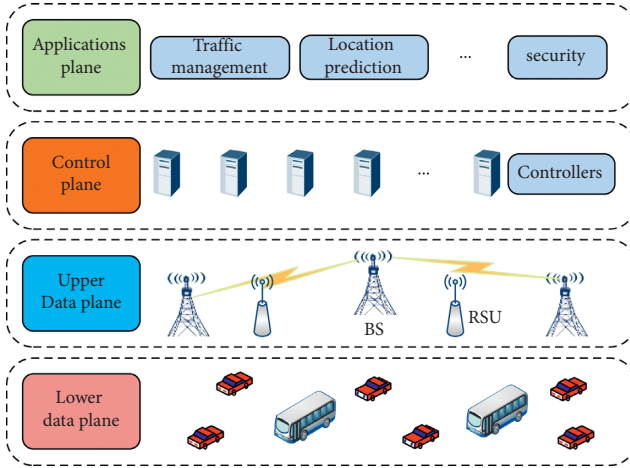 Applications
plane
Traffic
management
Location
prediction
...
security
Control
plane
...
Controllers
Upper
Data plane
BS
RSU
Lower
data plane